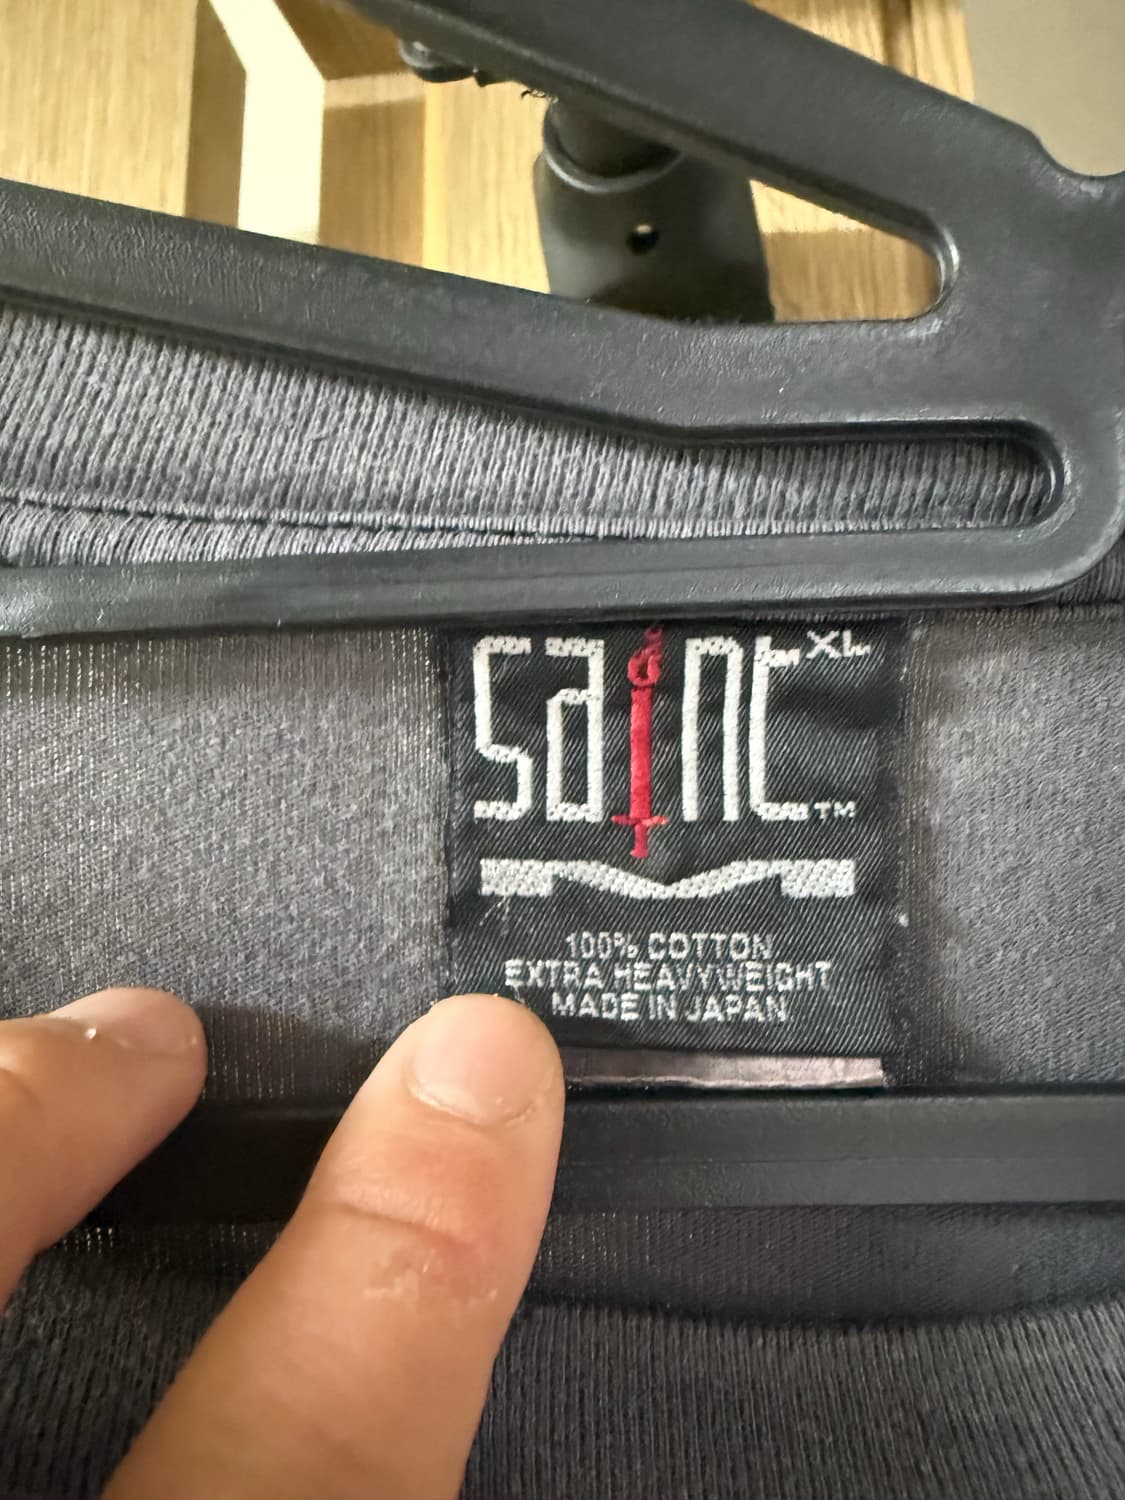 saint XL
TM
100% COTTON
EXTRA HEAVYWEIGHT
MADE IN JAPAN